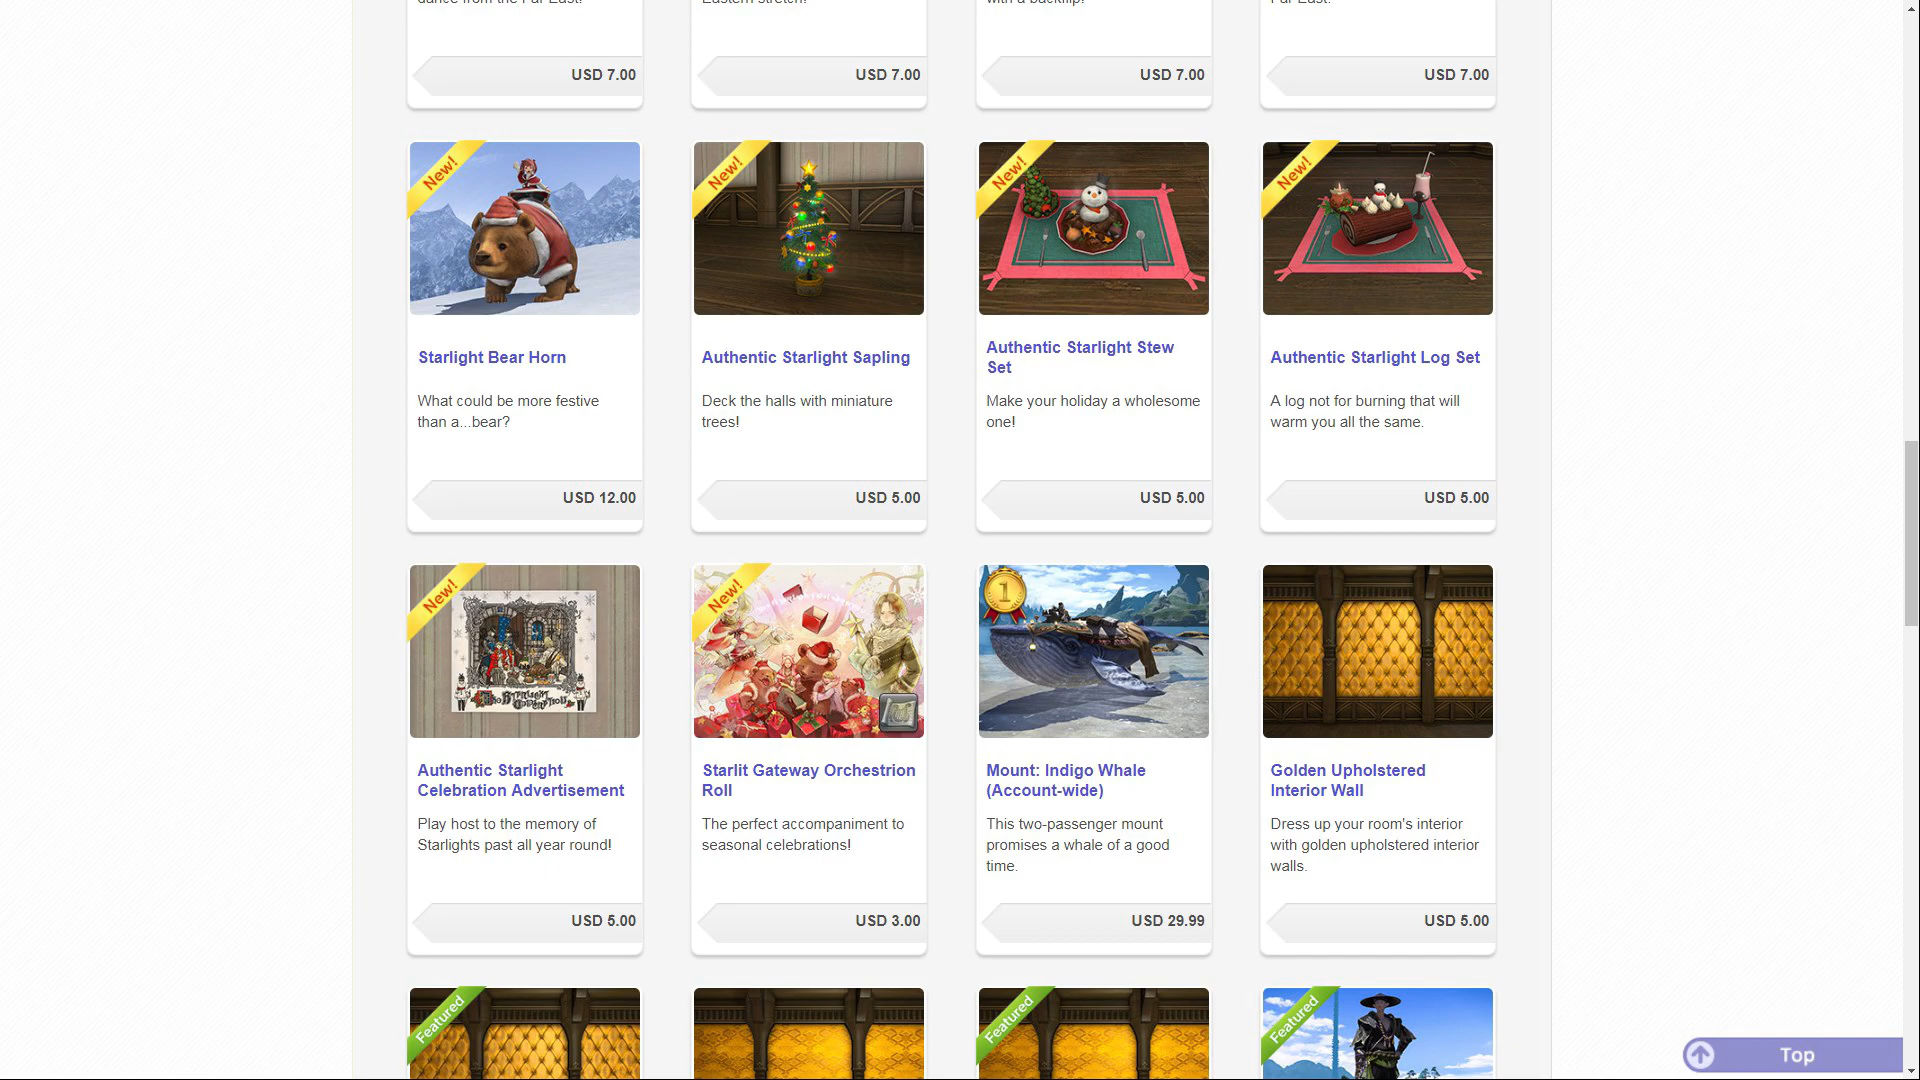 USD 7.00
USD 7.00
USD 7.00
USD 7.00
New!
New!
New!
New!
Starlight Bear Horn
What could be more festive
than a...bear?
USD 12.00
Authentic Starlight Sapling
Deck the halls with miniature
trees!
USD 5.00
Authentic Starlight Stew
Set
Make your holiday a wholesome
one!
USD 5.00
Authentic Starlight Log Set
A log not for burning that will
warm you all the same.
USD 5.00
New!
New!
1
Authentic Starlight
Celebration Advertisement
Play host to the memory of
Starlights past all year round!
USD 5.00
Starlit Gateway Orchestrion
Roll
The perfect accompaniment to
seasonal celebrations!
USD 3.00
Mount: Indigo Whale
(Account-wide)
This two-passenger mount
promises a whale of a good
time.
USD 29.99
Golden Upholstered
Interior Wall
Dress up your room's interior
with golden upholstered interior
walls.
USD 5.00
Featured
Featured
Featured
Top